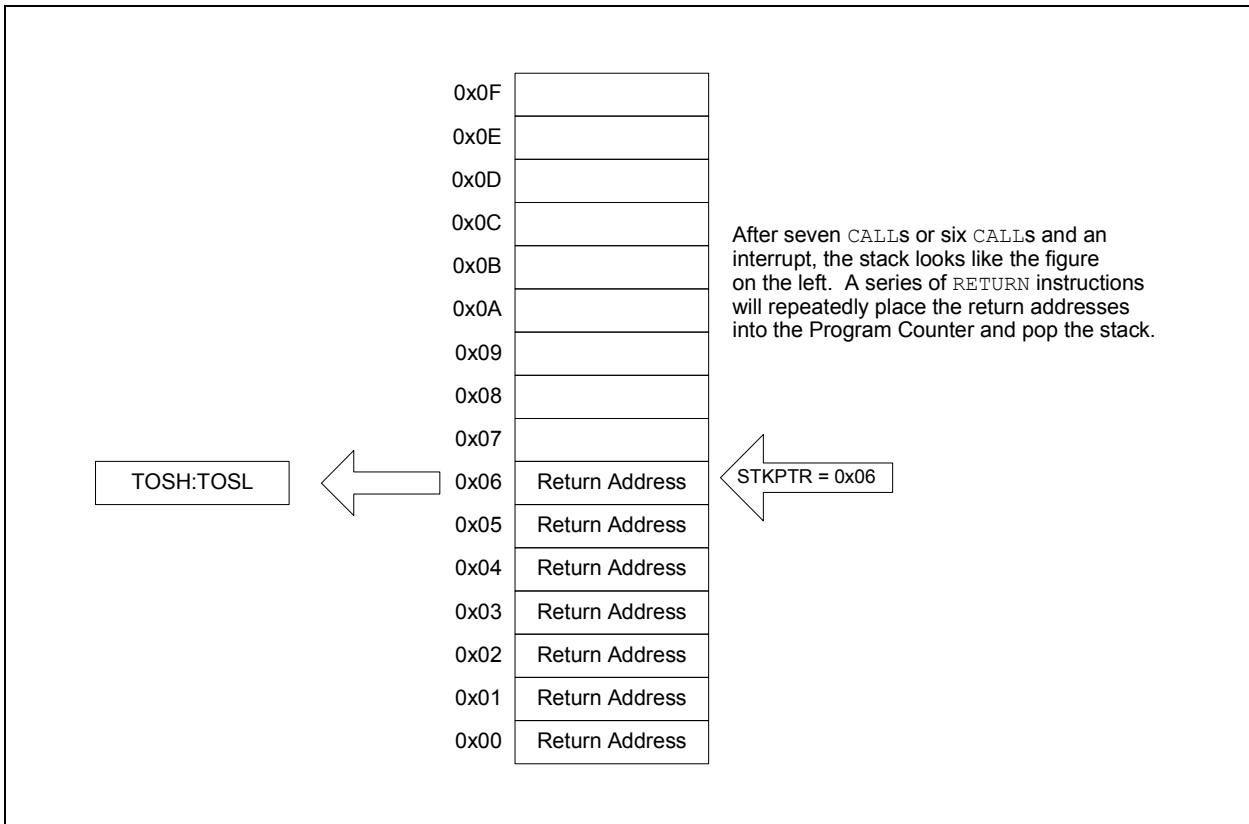 0x0F
0x0E
0x0D
0x0C
0x0B
0x0A
0x09
0x08
0x07
After seven CALLs or six CALLs and an
interrupt, the stack looks like the figure
on the left. A series of RETURN instructions
will repeatedly place the return addresses
into the Program Counter and pop the stack.
TOSH:TOSL
0x06 Return Address
STKPTR = 0x06
0x05 Return Address
0x04 Return Address
0x03 Return Address
0x02 Return Address
0x01 Return Address
0x00 Return Address